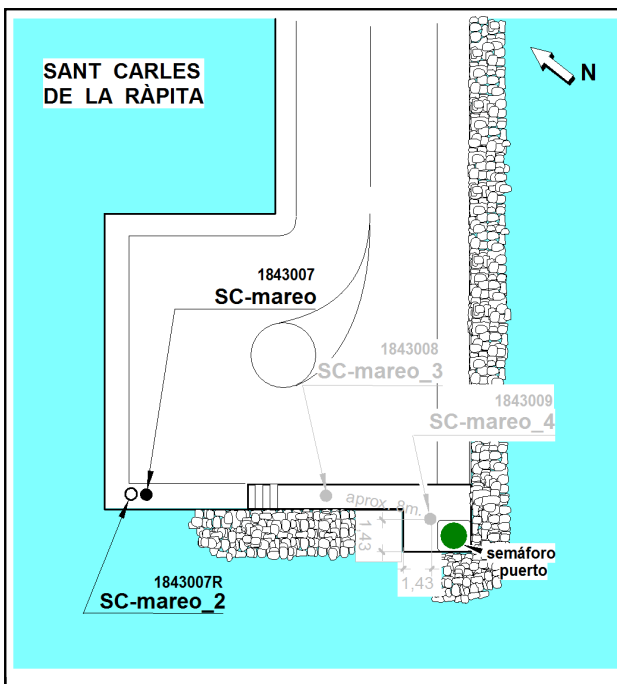 SANT CARLES
DE LA RÀPITA
N
1843007
SC-mareo
1843008
SC-mareo_3
1843009
SC-mareo_4
aprox. 8m.
1,43
1,43
semáforo
puerto
1843007R
SC-mareo_2